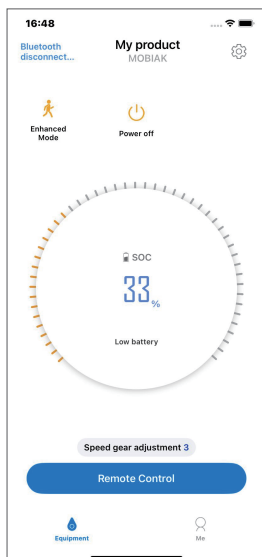 16:48
Bluetooth
disconnect...
My product
MOBIAK
Enhanced
Mode
Power off
SOC
33%
Low battery
Speed gear adjustment 3
Remote Control
Equipment
Me